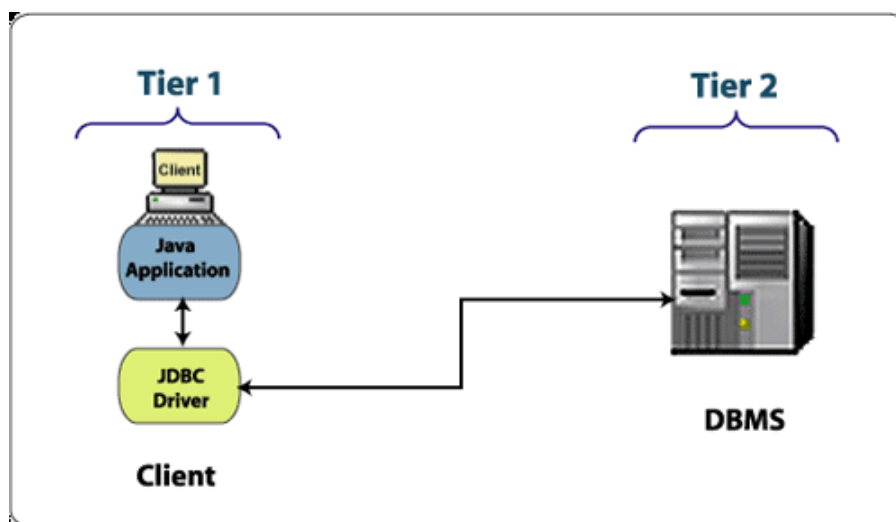 Tier 1
Tier 2
Client
Java
Application
JDBC
Driver
Client
DBMS